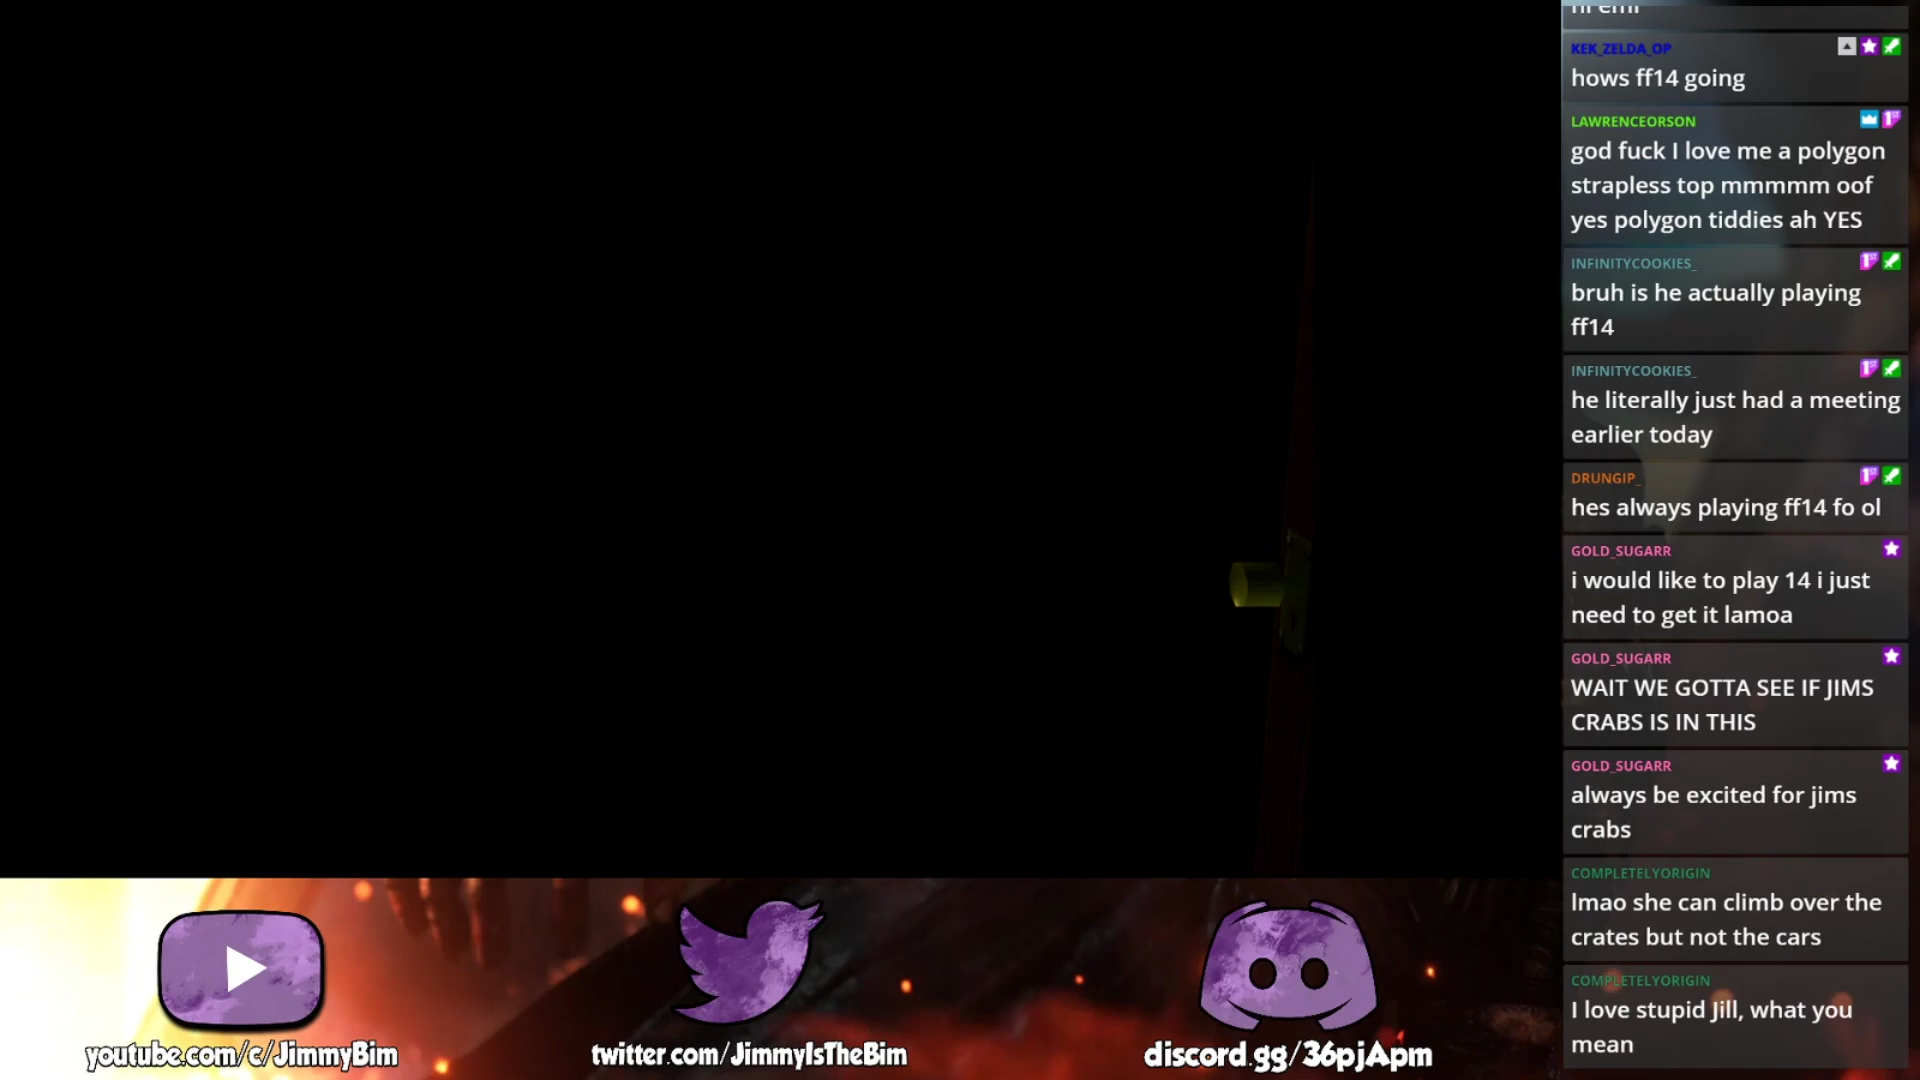 hi emi
KEK_ZELDA_OP
hows ff14 going
LAWRENCEORSON
god fuck I love me a polygon
strapless top mmmmm oof
yes polygon tiddies ah YES
INFINITYCOOKIES_
bruh is he actually playing
ff14
INFINITYCOOKIES_
he literally just had a meeting
earlier today
DRUNGIP_
hes always playing ff14 fo ol
GOLD_SUGARR
i would like to play 14 i just
need to get it lamoa
GOLD_SUGARR
WAIT WE GOTTA SEE IF JIMS
CRABS IS IN THIS
GOLD_SUGARR
always be excited for jims
crabs
COMPLETELYORIGIN
lmao she can climb over the
crates but not the cars
COMPLETELYORIGIN
I love stupid Jill, what you
mean
youtube.com/c/JimmyBim
twitter.com/JimmyIsTheBim
discord.gg/36pjApm